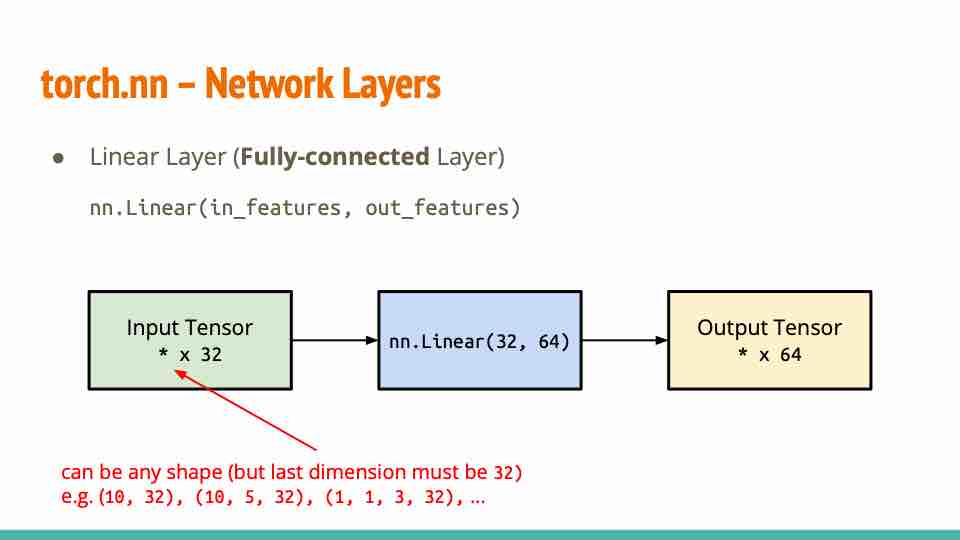 torch.nn – Network Layers
● Linear Layer (Fully-connected Layer)
nn.Linear(in_features, out_features)
Input Tensor
* x 32
nn.Linear(32, 64)
Output Tensor
* x 64
can be any shape (but last dimension must be 32)
e.g. (10, 32), (10, 5, 32), (1, 1, 3, 32), ...